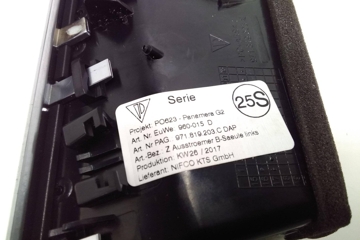 Serie
25S
Projekt: PO623 - Panamera G2
Art. Nr. EuWe: 960-015 D
Art. Nr PAG: 971.819.203.C DAP
Art.-Bez.: Z Ausstroemer B-Saeule links
Produktion: KW26 / 2017
Lieferant: NIFCO KTS GmbH